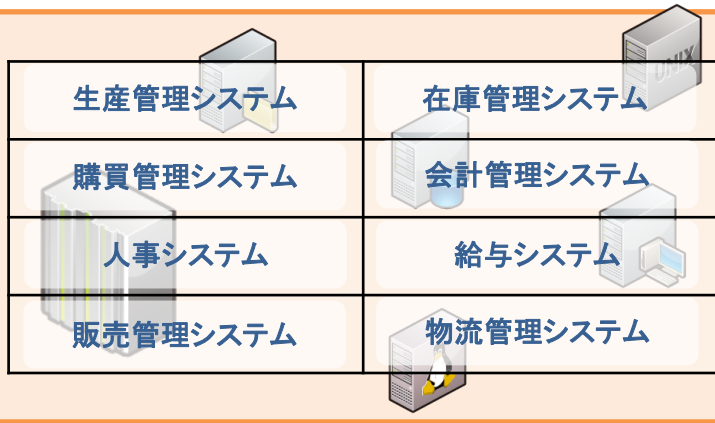 UNIX
生産管理システム
在庫管理システム
購買管理システム
会計管理システム
人事システム
給与システム
販売管理システム
物流管理システム